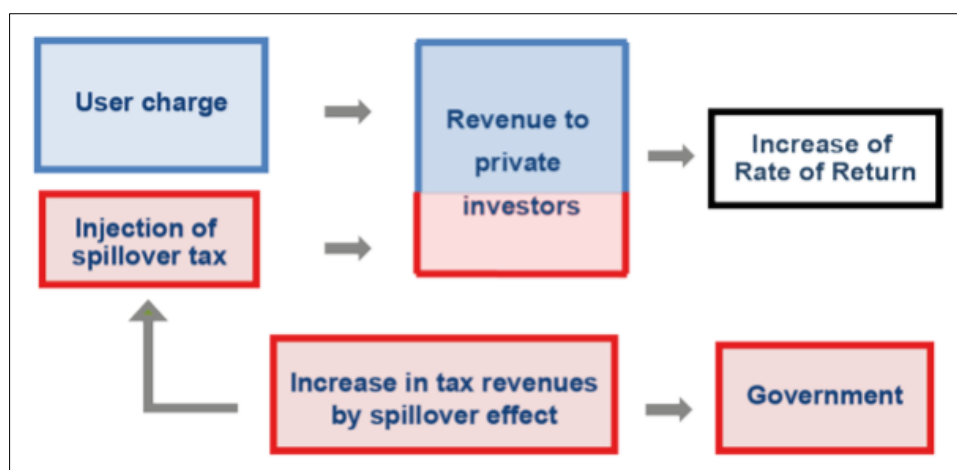 User charge
Revenue to
private
investors
Increase of
Rate of Return
Injection of
spillover tax
Increase in tax revenues
by spillover effect
Government